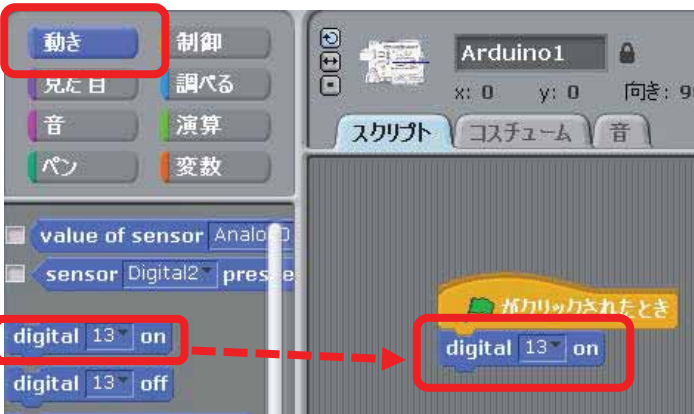 動き 制御
見た目 調べる
音 演算
ペン 変数
value of sensor Analog0
sensor Digital2 presse
digital 13 on
digital 13 off
Arduino1
x: 0 y: 0 向き: 9
スクリプト コスチューム 音
がクリックされたとき
digital 13 on